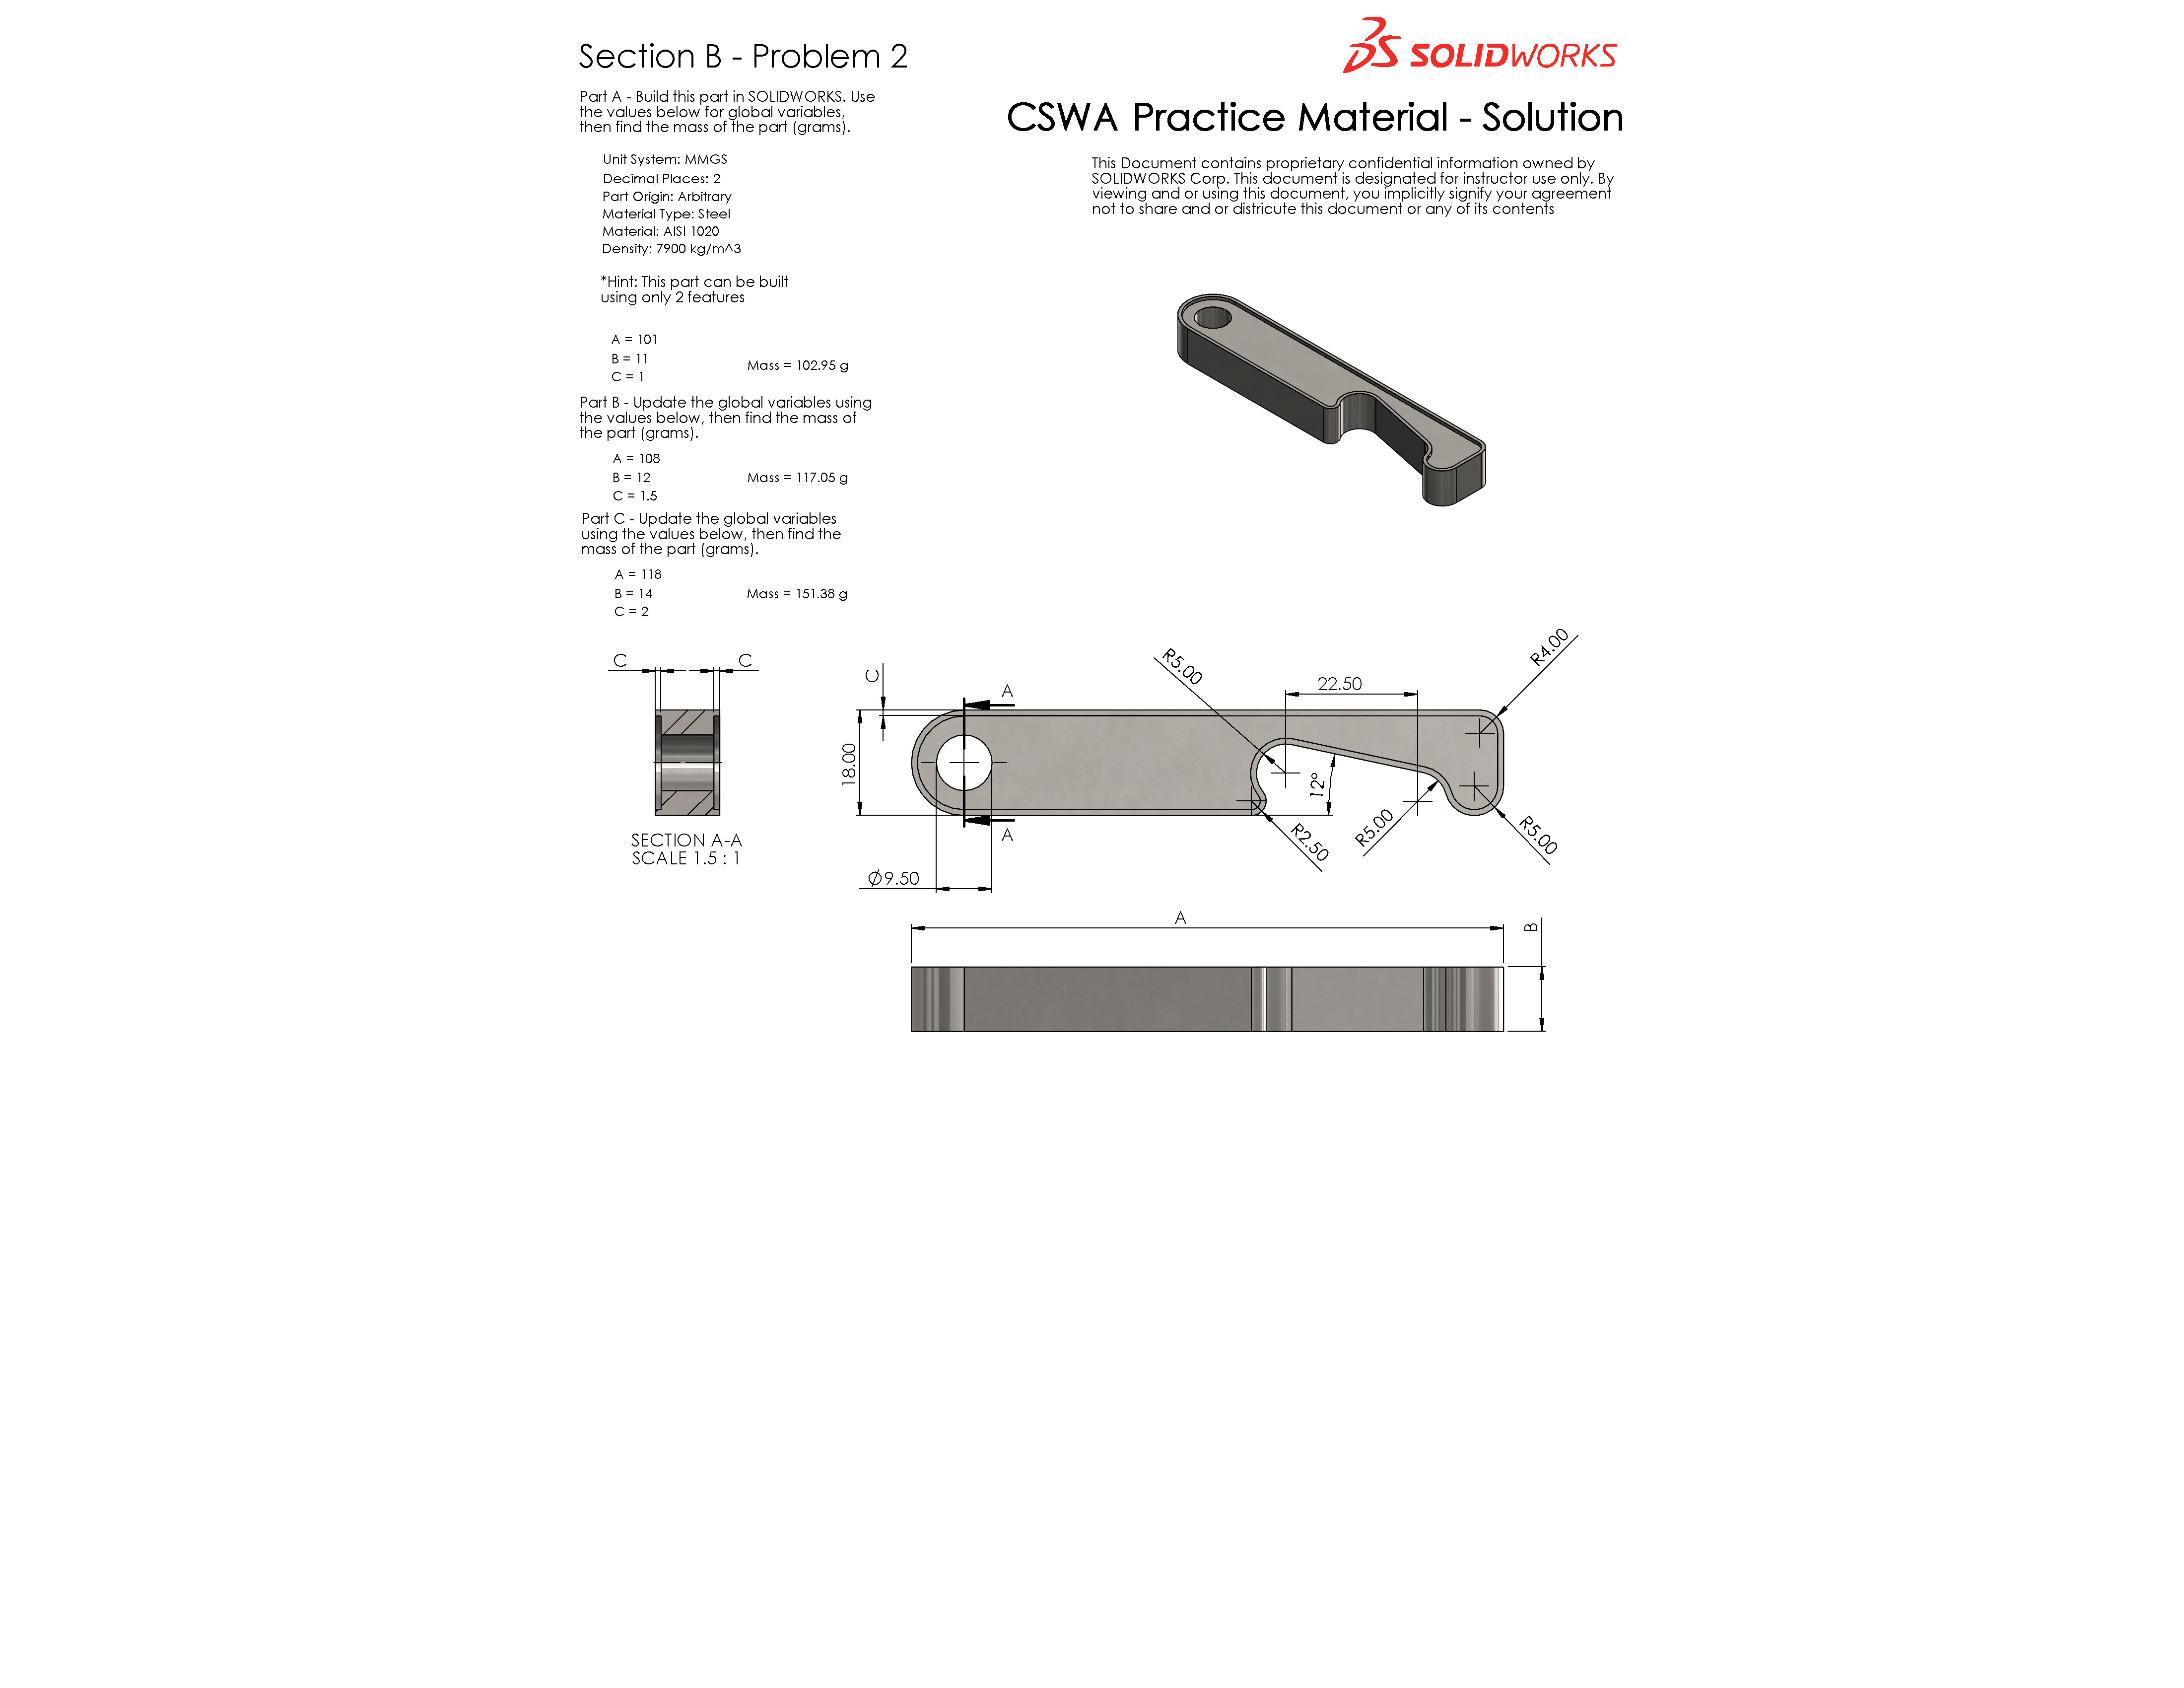 Section B - Problem 2
SOLIDWORKS
CSWA Practice Material - Solution
Part A - Build this part in SOLIDWORKS. Use
the values below for global variables,
then find the mass of the part (grams).
This Document contains proprietary confidential information owned by
SOLIDWORKS Corp. This document is designated for instructor use only. By
viewing and or using this document, you implicitly signify your agreement
not to share and or districute this document or any of its contents
Unit System: MMGS
Decimal Places: 2
Part Origin: Arbitrary
Material Type: Steel
Material: AISI 1020
Density: 7900 kg/m^3
*Hint: This part can be built
using only 2 features
A = 101
B = 11
C = 1
Mass = 102.95 g
Part B - Update the global variables using
the values below, then find the mass of
the part (grams).
A = 108
B = 12
C = 1.5
Mass = 117.05 g
Part C - Update the global variables
using the values below, then find the
mass of the part (grams).
A = 118
B = 14
C = 2
Mass = 151.38 g
C
C
SECTION A-A
SCALE 1.5 : 1
C
18.00
A
A
Ø9.50
R5.00
22.50
R4.00
12°
R2.50
R5.00
R5.00
A
B